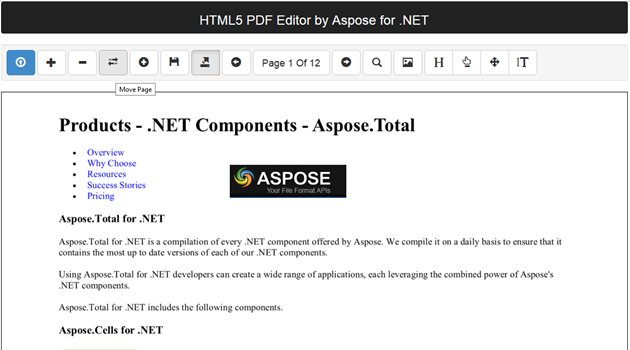 HTML5 PDF Editor by Aspose for .NET
Page 1 Of 12
H
T
Move Page
Products - .NET Components - Aspose.Total
Overview
Why Choose
Resources
Success Stories
Pricing
ASPOSE
Your File Format APIs
Aspose.Total for .NET
Aspose.Total for .NET is a compilation of every .NET component offered by Aspose. We compile it on a daily basis to ensure that it
contains the most up to date versions of each of our .NET components.
Using Aspose.Total for .NET developers can create a wide range of applications, each leveraging the combined power of Aspose's
.NET components.
Aspose.Total for .NET includes the following components.
Aspose.Cells for .NET